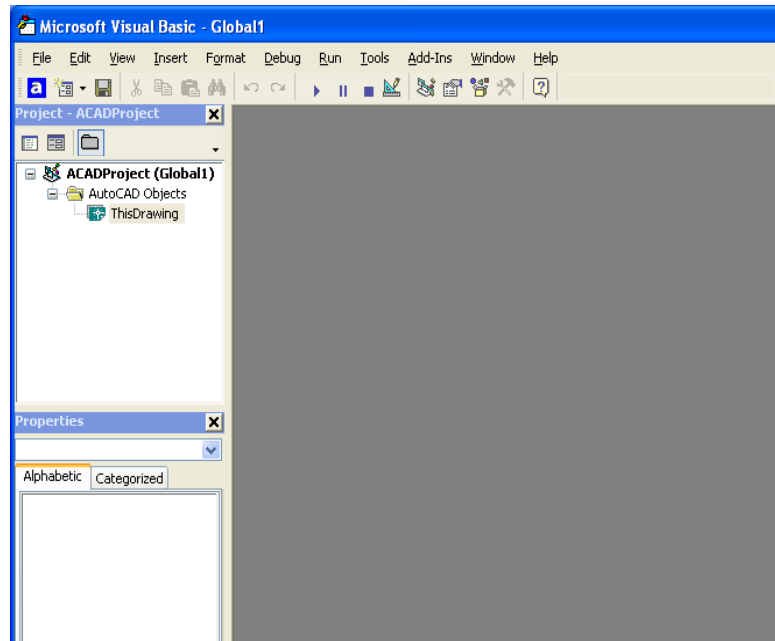 Microsoft Visual Basic - Global1
File Edit View Insert Format Debug Run Tools Add-Ins Window Help
a
Project - ACADProject
ACADProject (Global1)
AutoCAD Objects
ThisDrawing
Properties
Alphabetic Categorized